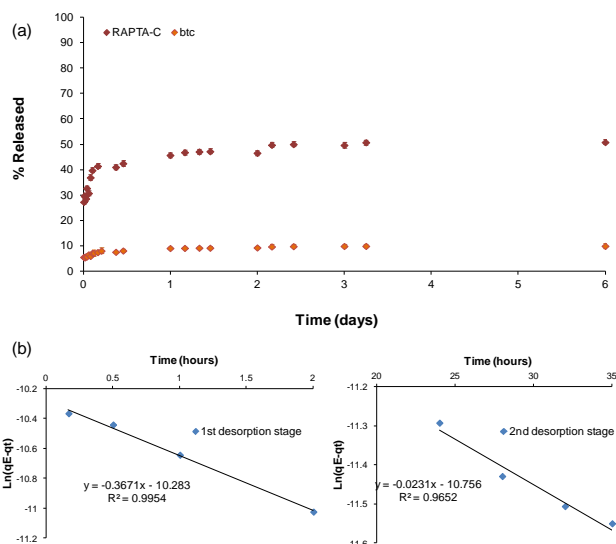 (a)
RAPTA-C btc
100
90
80
70
60
50
40
30
20
10
0
% Released
0 1 2 3 4 5 6
Time (days)
(b)
Time (hours)
0 0.5 1 1.5 2
-10.2
-10.4
-10.6
-10.8
-11
-11.2
Ln(qE-qt)
1st desorption stage
y = -0.3671x - 10.283
R² = 0.9954
Time (hours)
20 25 30 35
-11.2
-11.3
-11.4
-11.5
-11.6
Ln(qE-qt)
2nd desorption stage
y = -0.0231x - 10.756
R² = 0.9652